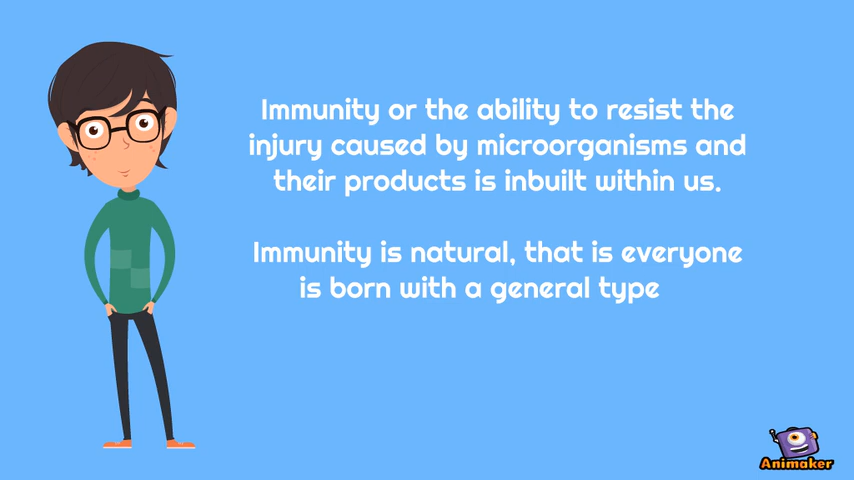 Immunity or the ability to resist the
injury caused by microorganisms and
their products is inbuilt within us.
Immunity is natural, that is everyone
is born with a general type
Animaker